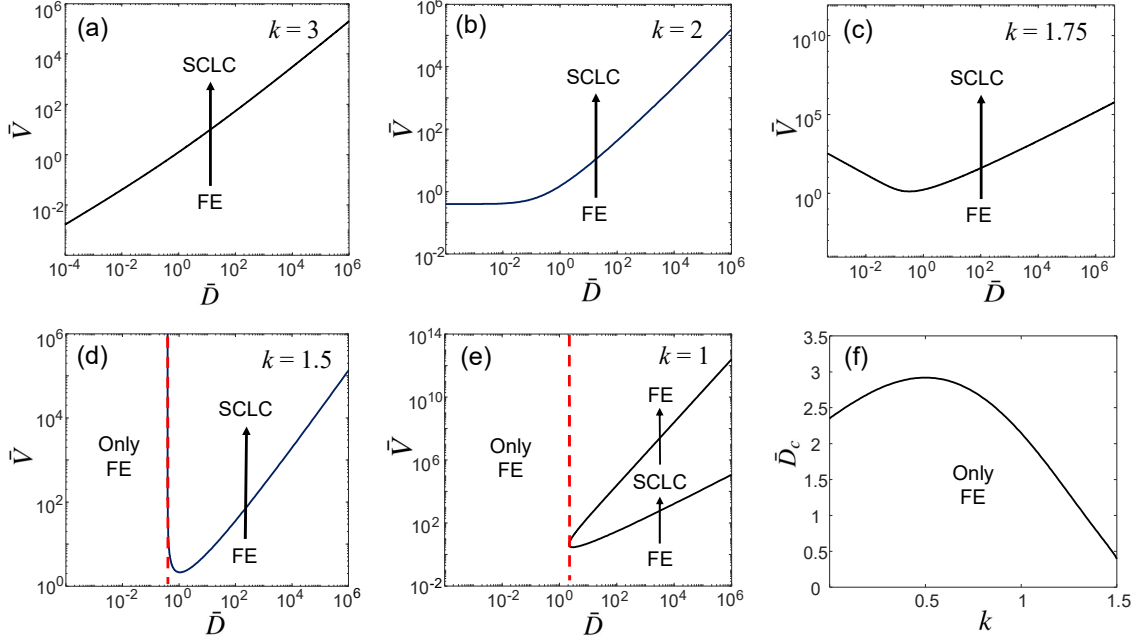 (a)
k = 3
10^6
10^4
10^2
10^0
10^-2
V̄
SCLC
FE
10^-4
10^-2
10^0
10^2
10^4
10^6
D̄
(b)
k = 2
10^6
10^4
10^2
10^0
10^-2
V̄
SCLC
FE
10^-2
10^0
10^2
10^4
10^6
D̄
(c)
k = 1.75
10^10
10^5
10^0
V̄
SCLC
FE
10^-2
10^0
10^2
10^4
10^6
D̄
(d)
k = 1.5
10^6
10^4
10^2
10^0
V̄
Only
FE
SCLC
FE
10^-2
10^0
10^2
10^4
10^6
D̄
(e)
k = 1
10^14
10^10
10^6
10^2
10^-2
V̄
Only
FE
FE
SCLC
FE
10^-2
10^0
10^2
10^4
10^6
D̄
(f)
3.5
3
2.5
2
1.5
1
0.5
0
D̄c
Only
FE
0.5
1
1.5
k